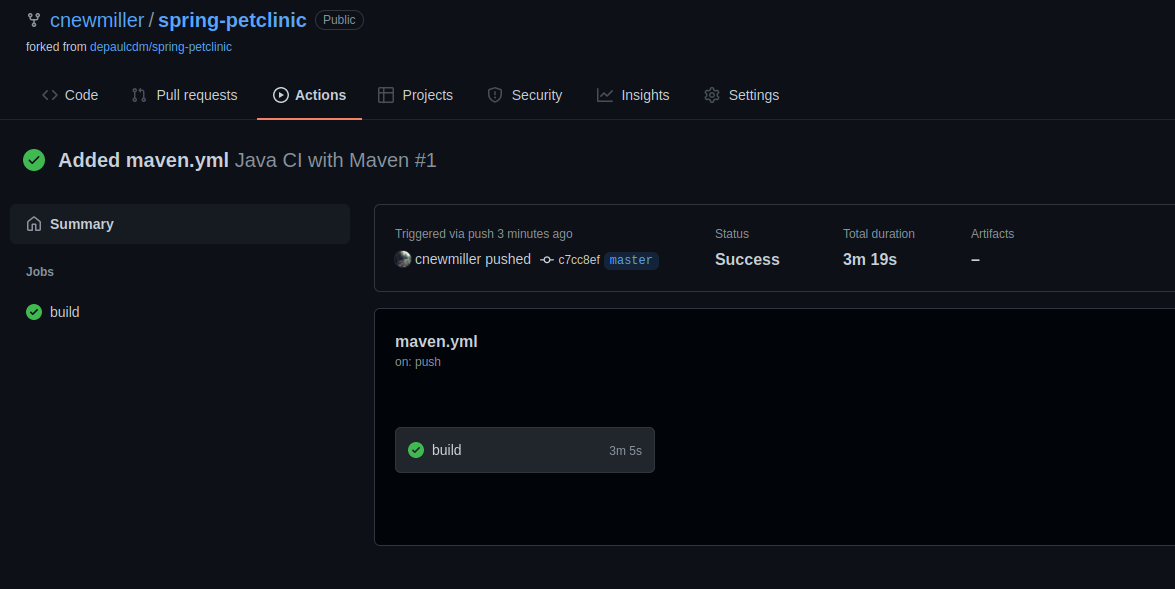 cnewmiller / spring-petclinic Public
forked from depaulcdm/spring-petclinic
Code Pull requests Actions Projects Security Insights Settings
Added maven.yml Java CI with Maven #1
Summary
Jobs
build
Triggered via push 3 minutes ago Status Total duration Artifacts
cnewmiller pushed c7cc8ef master Success 3m 19s –
maven.yml
on: push
build 3m 5s